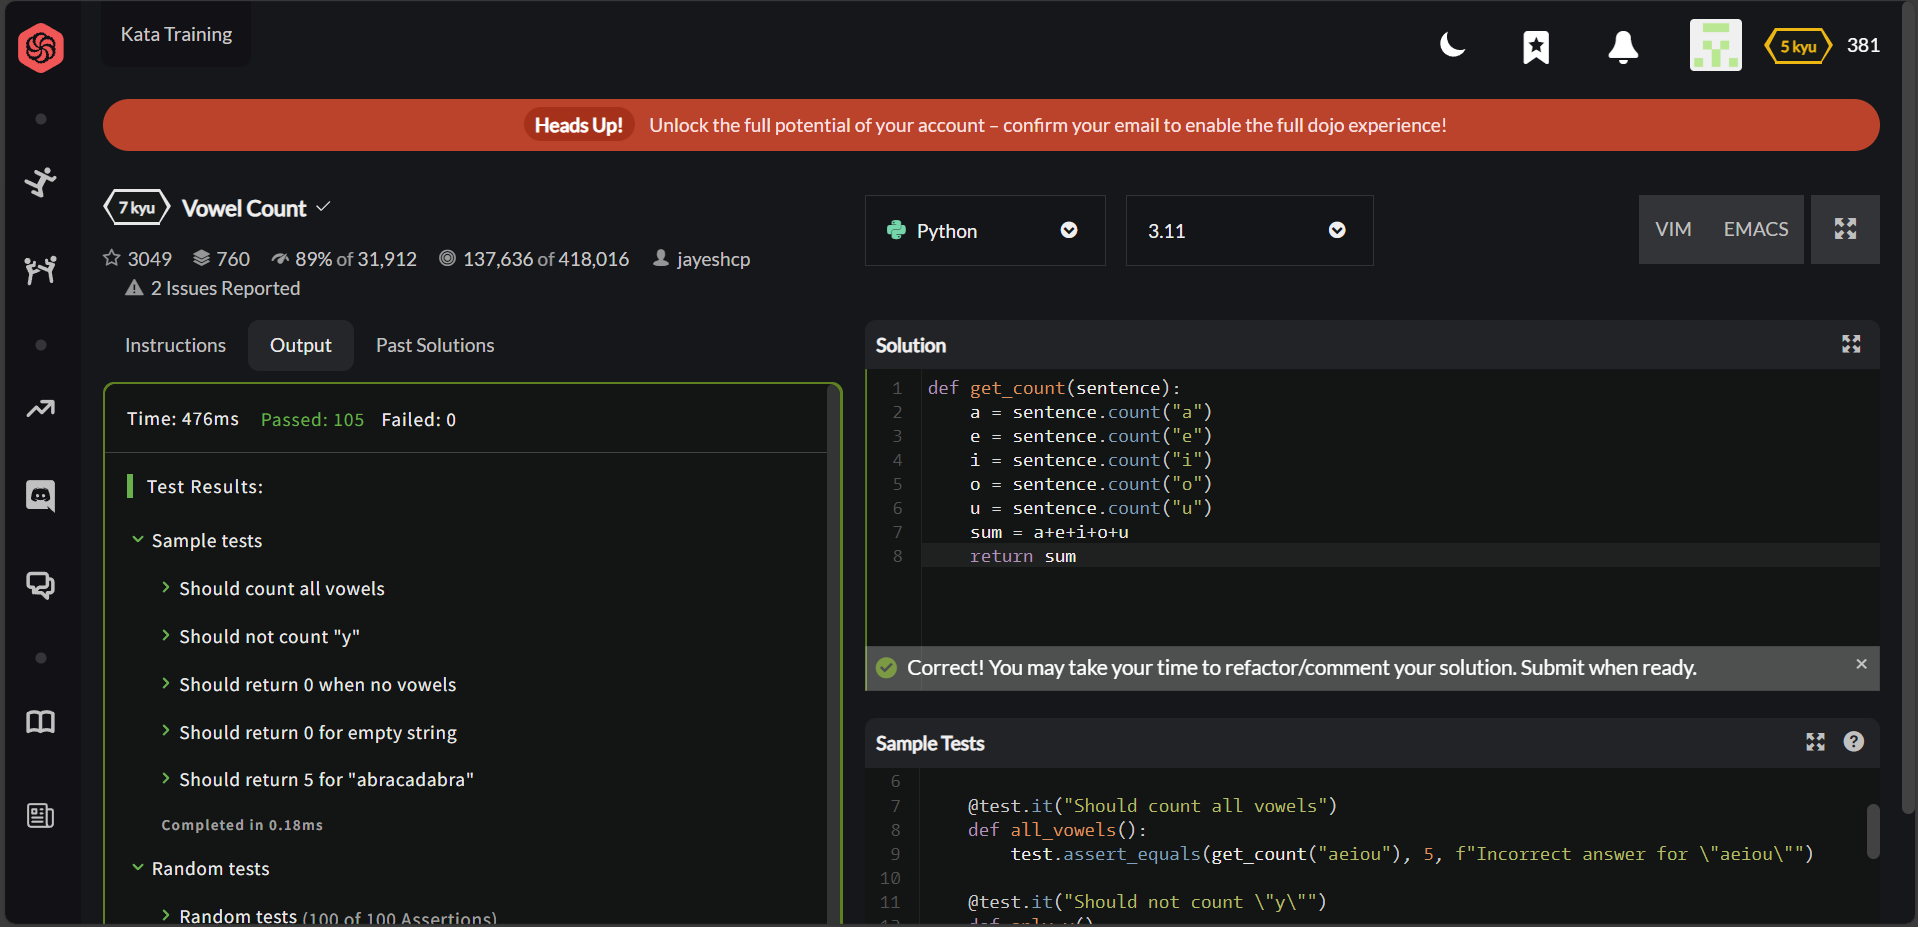 Kata Training
5 kyu 381
Heads Up! Unlock the full potential of your account – confirm your email to enable the full dojo experience!
7 kyu Vowel Count
3049 760 89% of 31,912 137,636 of 418,016 jayeshcp
2 Issues Reported
Python
3.11
VIM EMACS
Instructions Output Past Solutions
Time: 476ms Passed: 105 Failed: 0
Test Results:
Sample tests
Should count all vowels
Should not count "y"
Should return 0 when no vowels
Should return 0 for empty string
Should return 5 for "abracadabra"
Completed in 0.18ms
Random tests
Random tests (100 of 100 Assertions)
Solution
1 def get_count(sentence):
2 a = sentence.count("a")
3 e = sentence.count("e")
4 i = sentence.count("i")
5 o = sentence.count("o")
6 u = sentence.count("u")
7 sum = a+e+i+o+u
8 return sum
Correct! You may take your time to refactor/comment your solution. Submit when ready.
Sample Tests
6
7 @test.it("Should count all vowels")
8 def all_vowels():
9 test.assert_equals(get_count("aeiou"), 5, f"Incorrect answer for \"aeiou\"")
10
11 @test.it("Should not count \"y\"")